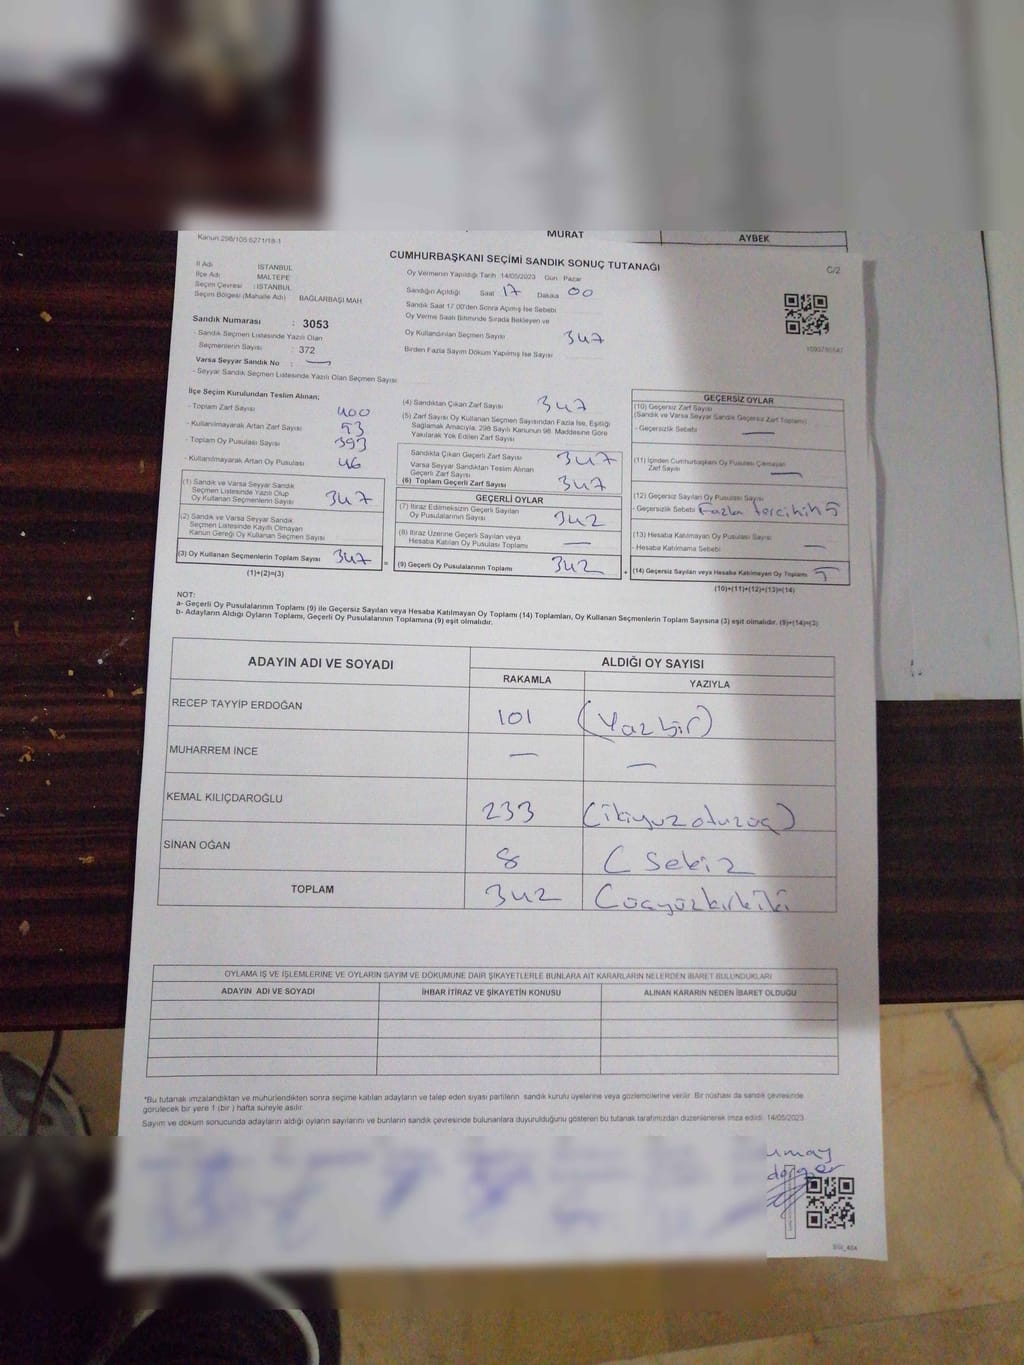 MURAT
AYBEK
Kanun 298/105 6271/18-1
CUMHURBAŞKANI SEÇİMİ SANDIK SONUÇ TUTANAĞI
C/2
İl Adı İSTANBUL
İlçe Adı MALTEPE
Seçim Çevresi : İSTANBUL
Seçim Bölgesi (Mahalle Adı) BAĞLARBAŞI MAH
Sandık Numarası : 3053
- Sandık Seçmen Listesinde Yazılı Olan
Seçmenlerin Sayısı : 372
Varsa Seyyar Sandık No : —
- Seyyar Sandık Seçmen Listesinde Yazılı Olan Seçmen Sayısı
Oy Vermenin Yapıldığı Tarih 14/05/2023 Gün Pazar
Sandığın Açıldığı Saat 17 Dakika 00
Sandık Saat 17.00'den Sonra Açılmış İse Sebebi
Oy Verme Saati Bitiminde Sırada Bekleyen ve
Oy Kullandırılan Seçmen Sayısı 347
Birden Fazla Sayım Döküm Yapılmış İse Sayısı
İlçe Seçim Kurulundan Teslim Alınan;
- Toplam Zarf Sayısı 400
- Kullanılmayarak Artan Zarf Sayısı 53
- Toplam Oy Pusulası Sayısı 393
- Kullanılmayarak Artan Oy Pusulası 46
(1) Sandık ve Varsa Seyyar Sandık
Seçmen Listesinde Yazılı Olup
Oy Kullanan Seçmenlerin Sayısı 347
(2) Sandık ve Varsa Seyyar Sandık
Seçmen Listesinde Kayıtlı Olmayan
Kanun Gereği Oy Kullanan Seçmen Sayısı
(3) Oy Kullanan Seçmenlerin Toplam Sayısı 347 =
(1)+(2)=(3)
(4) Sandıktan Çıkan Zarf Sayısı 347
(5) Zarf Sayısı Oy Kullanan Seçmen Sayısından Fazla İse, Eşitliği
Sağlamak Amacıyla, 298 Sayılı Kanunun 98. Maddesine Göre
Yakılarak Yok Edilen Zarf Sayısı
Sandıkta Çıkan Geçerli Zarf Sayısı 347
Varsa Seyyar Sandıktan Teslim Alınan
Geçerli Zarf Sayısı
(6) Toplam Geçerli Zarf Sayısı 347
GEÇERLİ OYLAR
(7) İtiraz Edilmeksizin Geçerli Sayılan
Oy Pusulalarının Sayısı 342
(8) İtiraz Üzerine Geçerli Sayılan veya
Hesaba Katılan Oy Pusulası Toplamı —
(9) Geçerli Oy Pusulalarının Toplamı 342 +
GEÇERSİZ OYLAR
(10) Geçersiz Zarf Sayısı
(Sandık ve Varsa Seyyar Sandık Geçersiz Zarf Toplamı)
- Geçersizlik Sebebi —
(11) İçinden Cumhurbaşkanı Oy Pusulası Çıkmayan
Zarf Sayısı —
(12) Geçersiz Sayılan Oy Pusulası Sayısı
- Geçersizlik Sebebi Fazla tercihin 5
(13) Hesaba Katılmayan Oy Pusulası Sayısı
- Hesaba Katılmama Sebebi —
(14) Geçersiz Sayılan veya Hesaba Katılmayan Oy Toplamı 5
(10)+(11)+(12)+(13)=(14)
NOT:
a- Geçerli Oy Pusulalarının Toplamı (9) ile Geçersiz Sayılan veya Hesaba Katılmayan Oy Toplamı (14) Toplamları, Oy Kullanan Seçmenlerin Toplam Sayısına (3) eşit olmalıdır. (9)+(14)=(3)
b- Adayların Aldığı Oyların Toplamı, Geçerli Oy Pusulalarının Toplamına (9) eşit olmalıdır.
ADAYIN ADI VE SOYADI ALDIĞI OY SAYISI
RAKAMLA YAZIYLA
RECEP TAYYİP ERDOĞAN 101 (Yüz bir)
MUHARREM İNCE — —
KEMAL KILIÇDAROĞLU 233 (ikiyüz otuzüç)
SİNAN OĞAN 8 (Sekiz
TOPLAM 342 (üçyüzkırkiki
OYLAMA İŞ VE İŞLEMLERİNE VE OYLARIN SAYIM VE DÖKÜMÜNE DAİR ŞİKAYETLERLE BUNLARA AİT KARARLARIN NELERDEN İBARET BULUNDUKLARI
ADAYIN ADI VE SOYADI İHBAR İTİRAZ VE ŞİKAYETİN KONUSU ALINAN KARARIN NEDEN İBARET OLDUĞU
*Bu tutanak imzalandıktan ve mühürlendikten sonra seçime katılan adayların ve talep eden siyasi partilerin sandık kurulu üyelerine veya gözlemcilerine verilir. Bir nüshası da sandık çevresinde
görülecek bir yere 1 (bir) hafta süreyle asılır.
Sayım ve döküm sonucunda adayların aldığı oyların sayılarını ve bunların sandık çevresinde bulunanlara duyurulduğunu gösteren bu tutanak tarafımızdan düzenlenerek imza edildi. 14/05/2023
umay